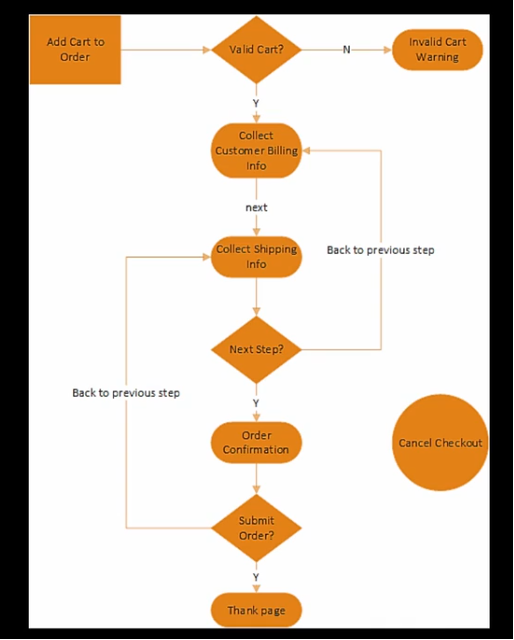 Add Cart to
Order
Valid Cart?
N
Invalid Cart
Warning
Y
Collect
Customer Billing
Info
next
Collect Shipping
Info
Back to previous step
Next Step?
Back to previous step
Y
Order
Confirmation
Cancel Checkout
Submit
Order?
Y
Thank page